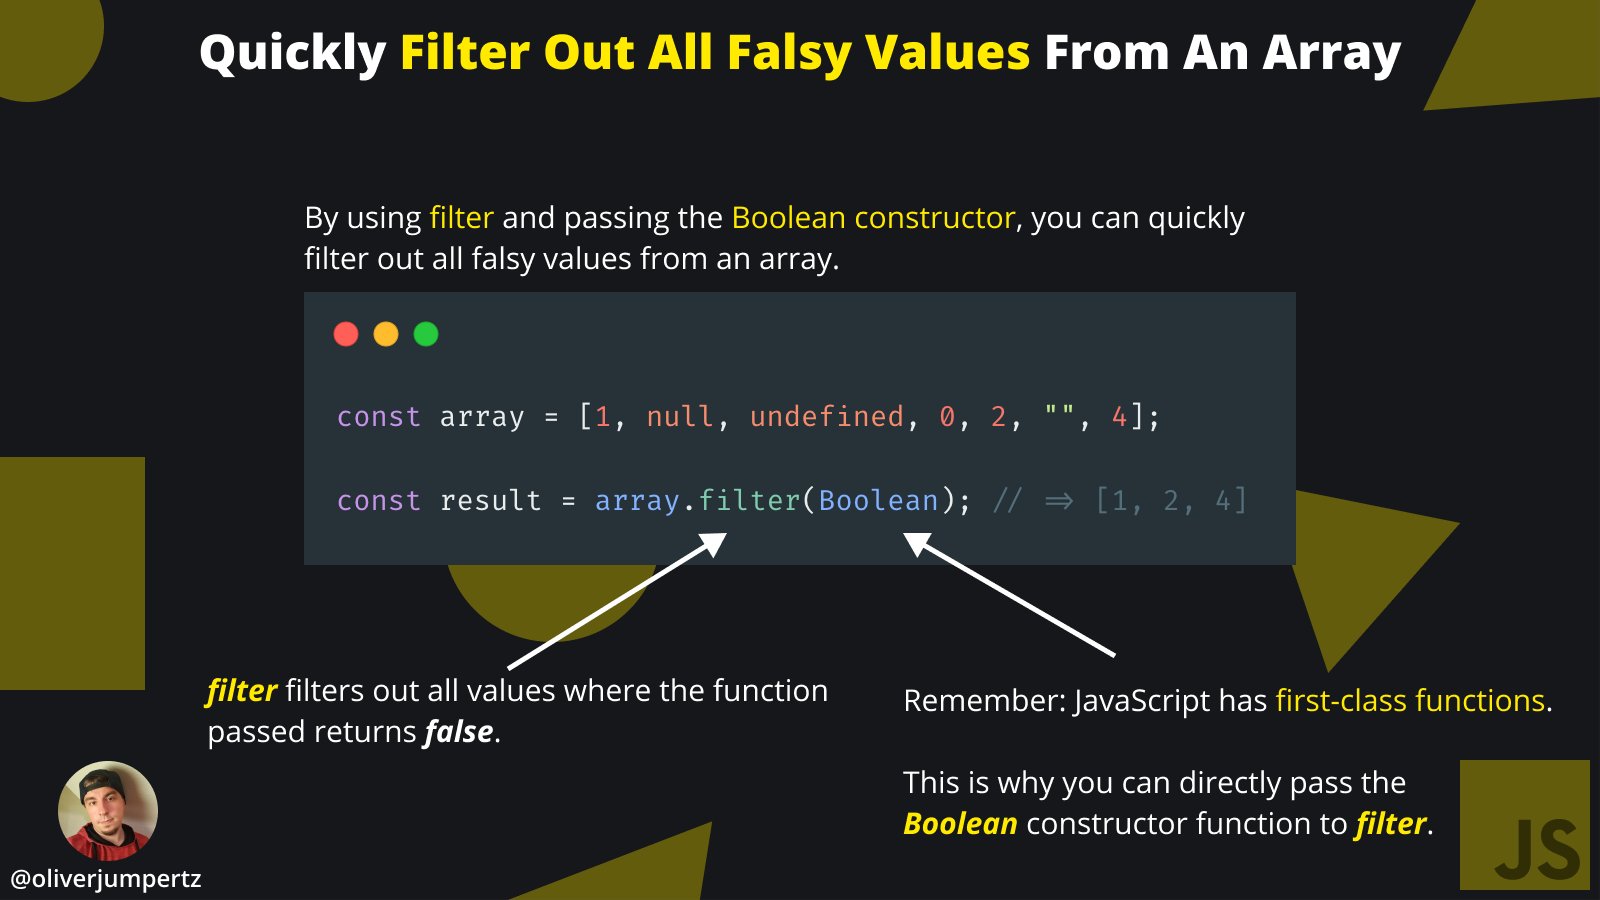 Quickly Filter Out All Falsy Values From An Array
By using filter and passing the Boolean constructor, you can quickly
filter out all falsy values from an array.
const array = [1, null, undefined, 0, 2, "", 4];
const result = array.filter(Boolean); // => [1, 2, 4]
filter filters out all values where the function
passed returns false.
Remember: JavaScript has first-class functions.
This is why you can directly pass the
Boolean constructor function to filter.
@oliverjumpertz
JS